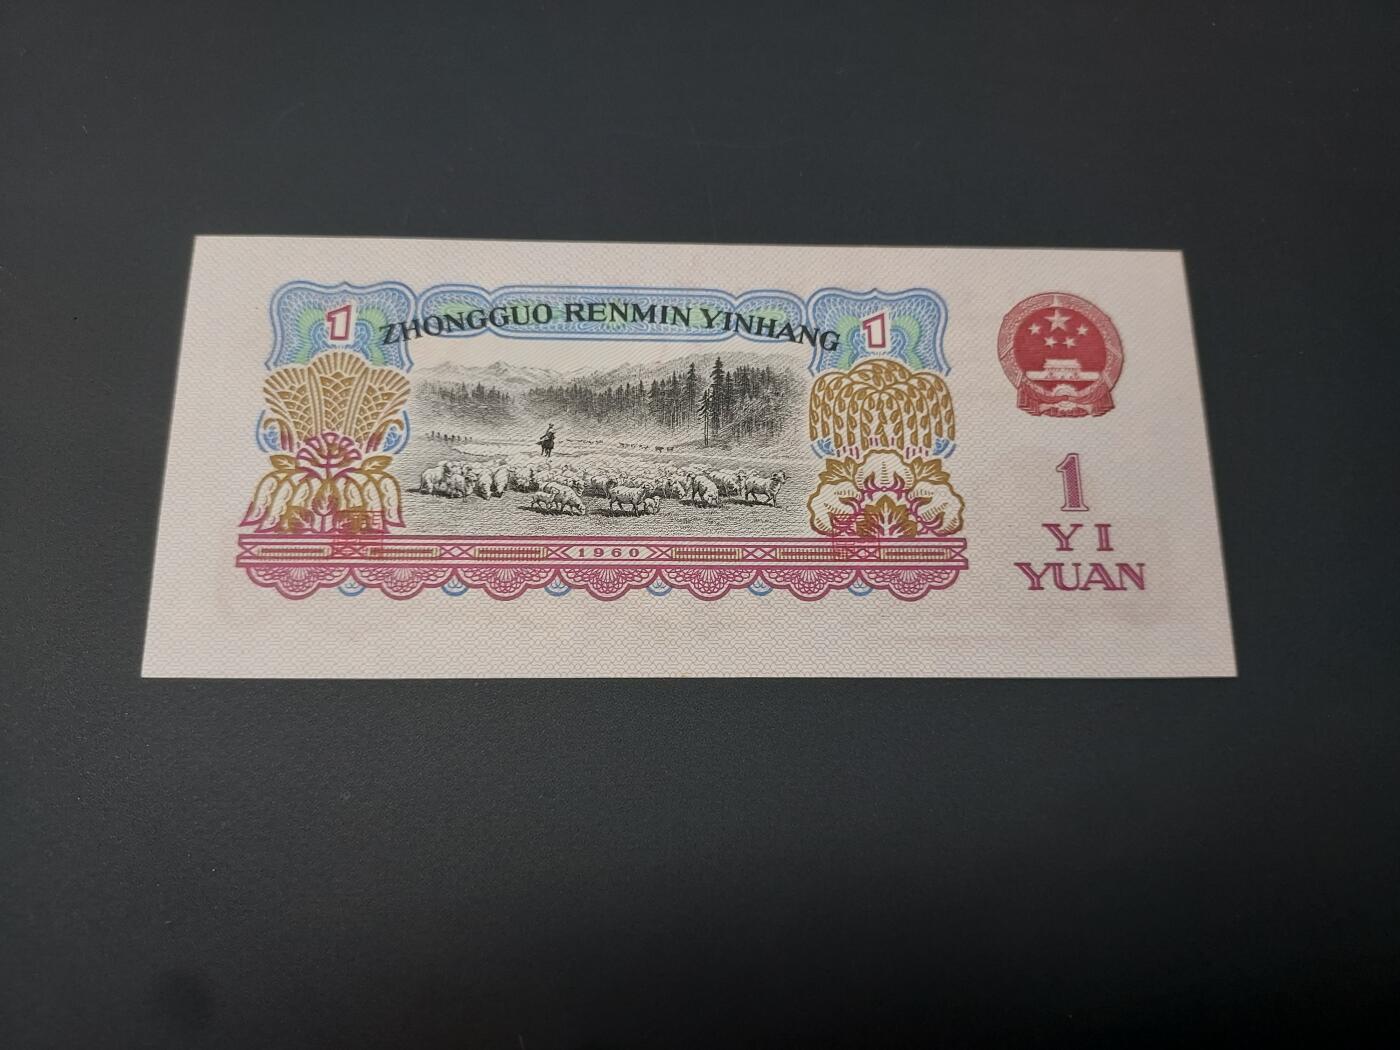 1 ZHONGGUO RENMIN YINHANG 1
1960
1
YI
YUAN